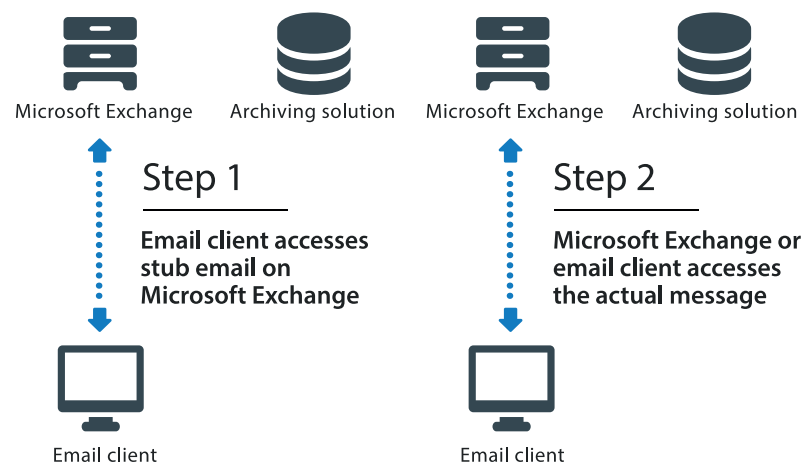 Microsoft Exchange
Archiving solution
Microsoft Exchange
Archiving solution
Step 1
Email client accesses
stub email on
Microsoft Exchange
Step 2
Microsoft Exchange or
email client accesses
the actual message
Email client
Email client